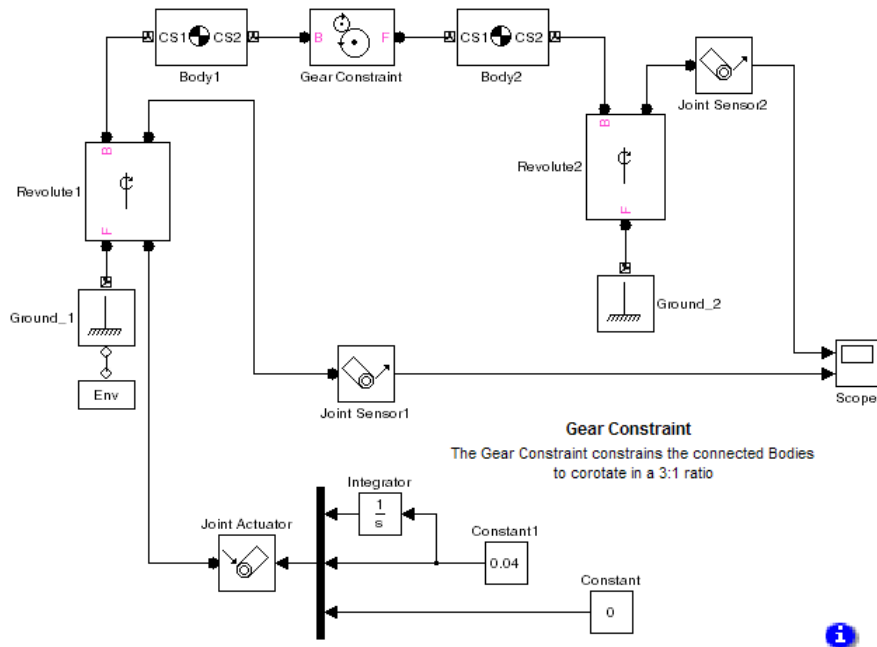 CS1 CS2
Body1
B F
Gear Constraint
CS1 CS2
Body2
Joint Sensor2
B
Revolute1
F
B
Revolute2
F
Ground_1
Env
Ground_2
Joint Sensor1
Scope
Gear Constraint
The Gear Constraint constrains the connected Bodies
to corotate in a 3:1 ratio
Integrator
1
s
Joint Actuator
Constant1
0.04
Constant
0
i